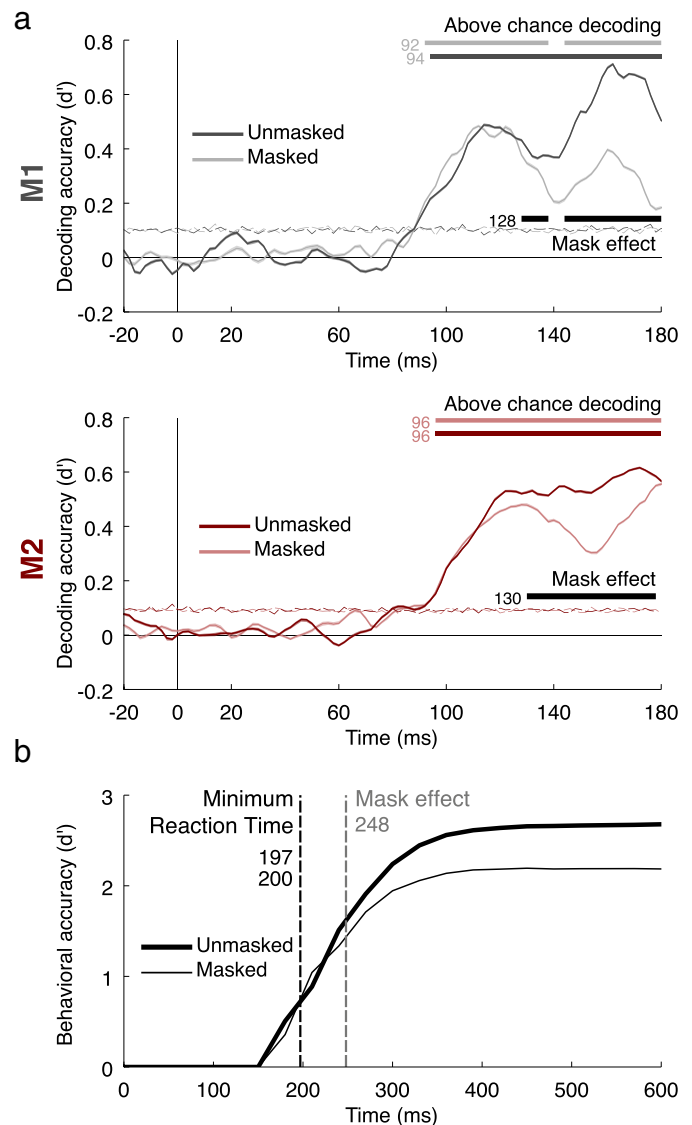 a
Above chance decoding
92
94
0.8
0.6
0.4
0.2
0
-0.2
M1
Decoding accuracy (d')
Unmasked
Masked
128
Mask effect
-20 0 20 60 100 140 180
Time (ms)
Above chance decoding
96
96
0.8
0.6
0.4
0.2
0
-0.2
M2
Decoding accuracy (d')
Unmasked
Masked
Mask effect
130
-20 0 20 60 100 140 180
Time (ms)
b
3
2
1
0
Behavioral accuracy (d')
Minimum
Reaction Time
197
200
Mask effect
248
Unmasked
Masked
0 100 200 300 400 500 600
Time (ms)